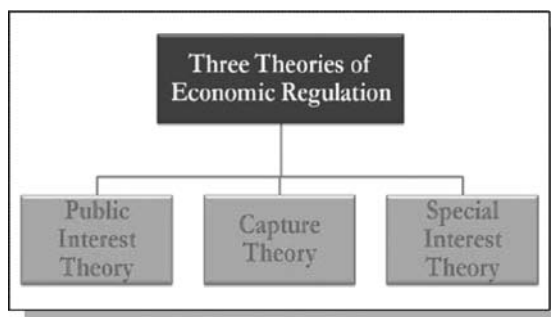 Three Theories of
Economic Regulation
Public
Interest
Theory
Capture
Theory
Special
Interest
Theory